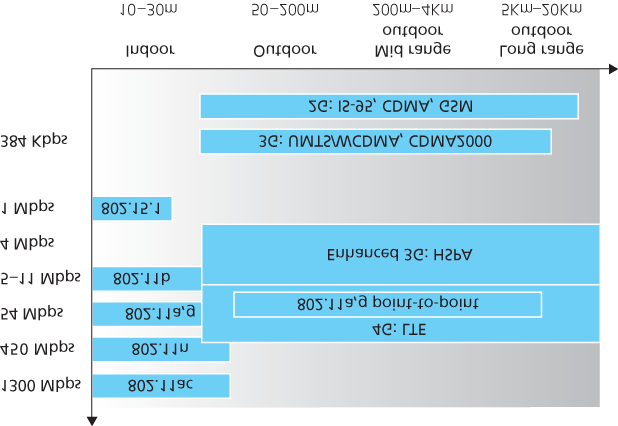 10–30m 50–200m 200m–4Km 5Km–20Km
Indoor Outdoor Mid range outdoor Long range outdoor
2G: IS-95, CDMA, GSM
384 Kbps 3G: UMTS/WCDMA, CDMA2000
1 Mbps 802.15.1
4 Mbps Enhanced 3G: HSPA
5–11 Mbps 802.11b
54 Mbps 802.11a,g 802.11a,g point-to-point
4G: LTE
450 Mbps 802.11n
1300 Mbps 802.11ac